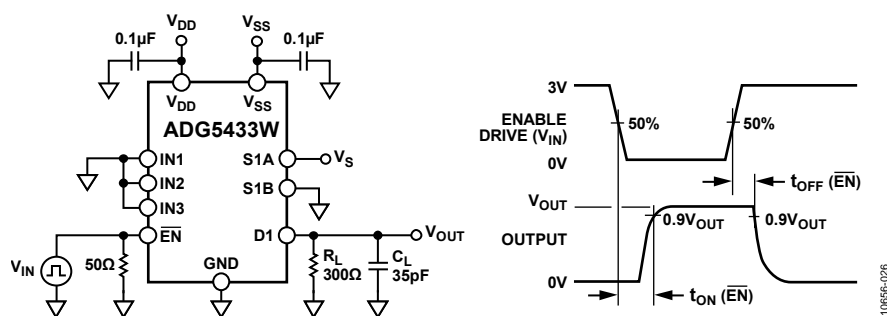 VDD VSS
0.1µF 0.1µF
VDD VSS
ADG5433W
IN1 S1A VS
IN2 S1B
IN3
EN D1 VOUT
VIN 50Ω GND RL 300Ω CL 35pF
3V
ENABLE DRIVE (VIN) 50% 50%
0V
tOFF (EN)
VOUT
0.9VOUT 0.9VOUT
OUTPUT
0V
tON (EN)
10656-026